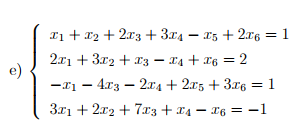 x₁ + x₂ + 2x₃ + 3x₄ − x₅ + 2x₆ = 1
2x₁ + 3x₂ + x₃ − x₄ + x₆ = 2
e) −x₁ − 4x₃ − 2x₄ + 2x₅ + 3x₆ = 1
3x₁ + 2x₂ + 7x₃ + x₄ − x₆ = −1